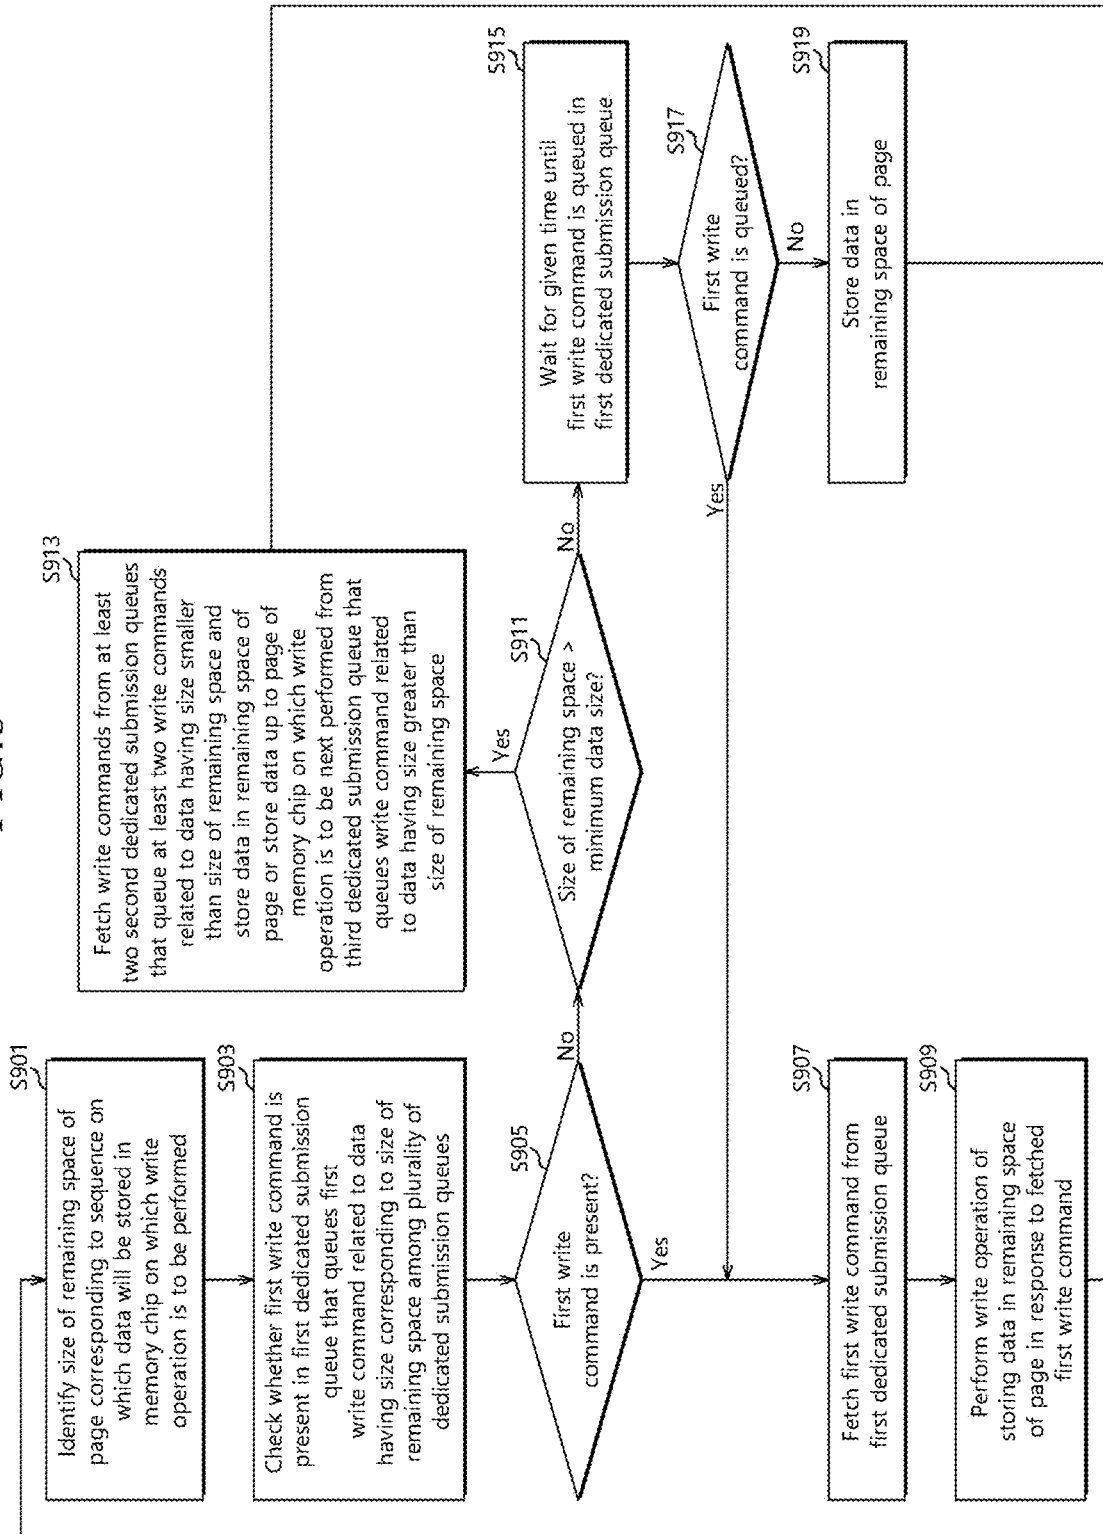 S901
Identify size of remaining space of
page corresponding to sequence on
which data will be stored in
memory chip on which write
operation is to be performed
S903
Check whether first write command is
present in first dedicated submission
queue that queues first
write command related to data
having size corresponding to size of
remaining space among plurality of
dedicated submission queues
S905
First write
command is present?
No
Yes
S907
Fetch first write command from
first dedicated submission queue
S909
Perform write operation of
storing data in remaining space
of page in response to fetched
first write command
S911
Size of remaining space >
minimum data size?
Yes
No
S913
Fetch write commands from at least
two second dedicated submission queues
that queue at least two write commands
related to data having size smaller
than size of remaining space and
store data in remaining space of
page or store data up to page of
memory chip on which write
operation is to be next performed from
third dedicated submission queue that
queues write command related
to data having size greater than
size of remaining space
S915
Wait for given time until
first write command is queued in
first dedicated submission queue
S917
First write
command is queued?
Yes
No
S919
Store data in
remaining space of page